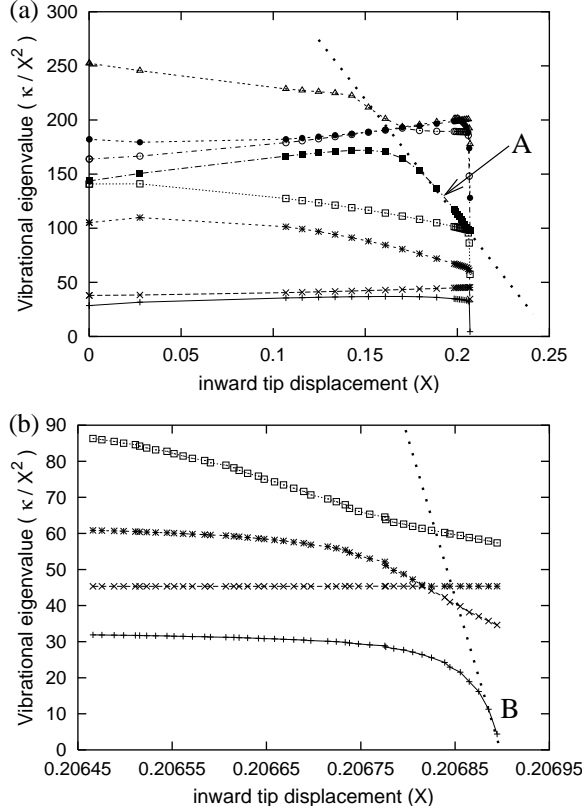 (a)
Vibrational eigenvalue ( κ / X²)
300
250
200
150
100
50
0
A
0 0.05 0.1 0.15 0.2 0.25
inward tip displacement (X)
(b)
Vibrational eigenvalue ( κ / X²)
90
80
70
60
50
40
30
20
10
0
B
0.20645 0.20655 0.20665 0.20675 0.20685 0.20695
inward tip displacement (X)